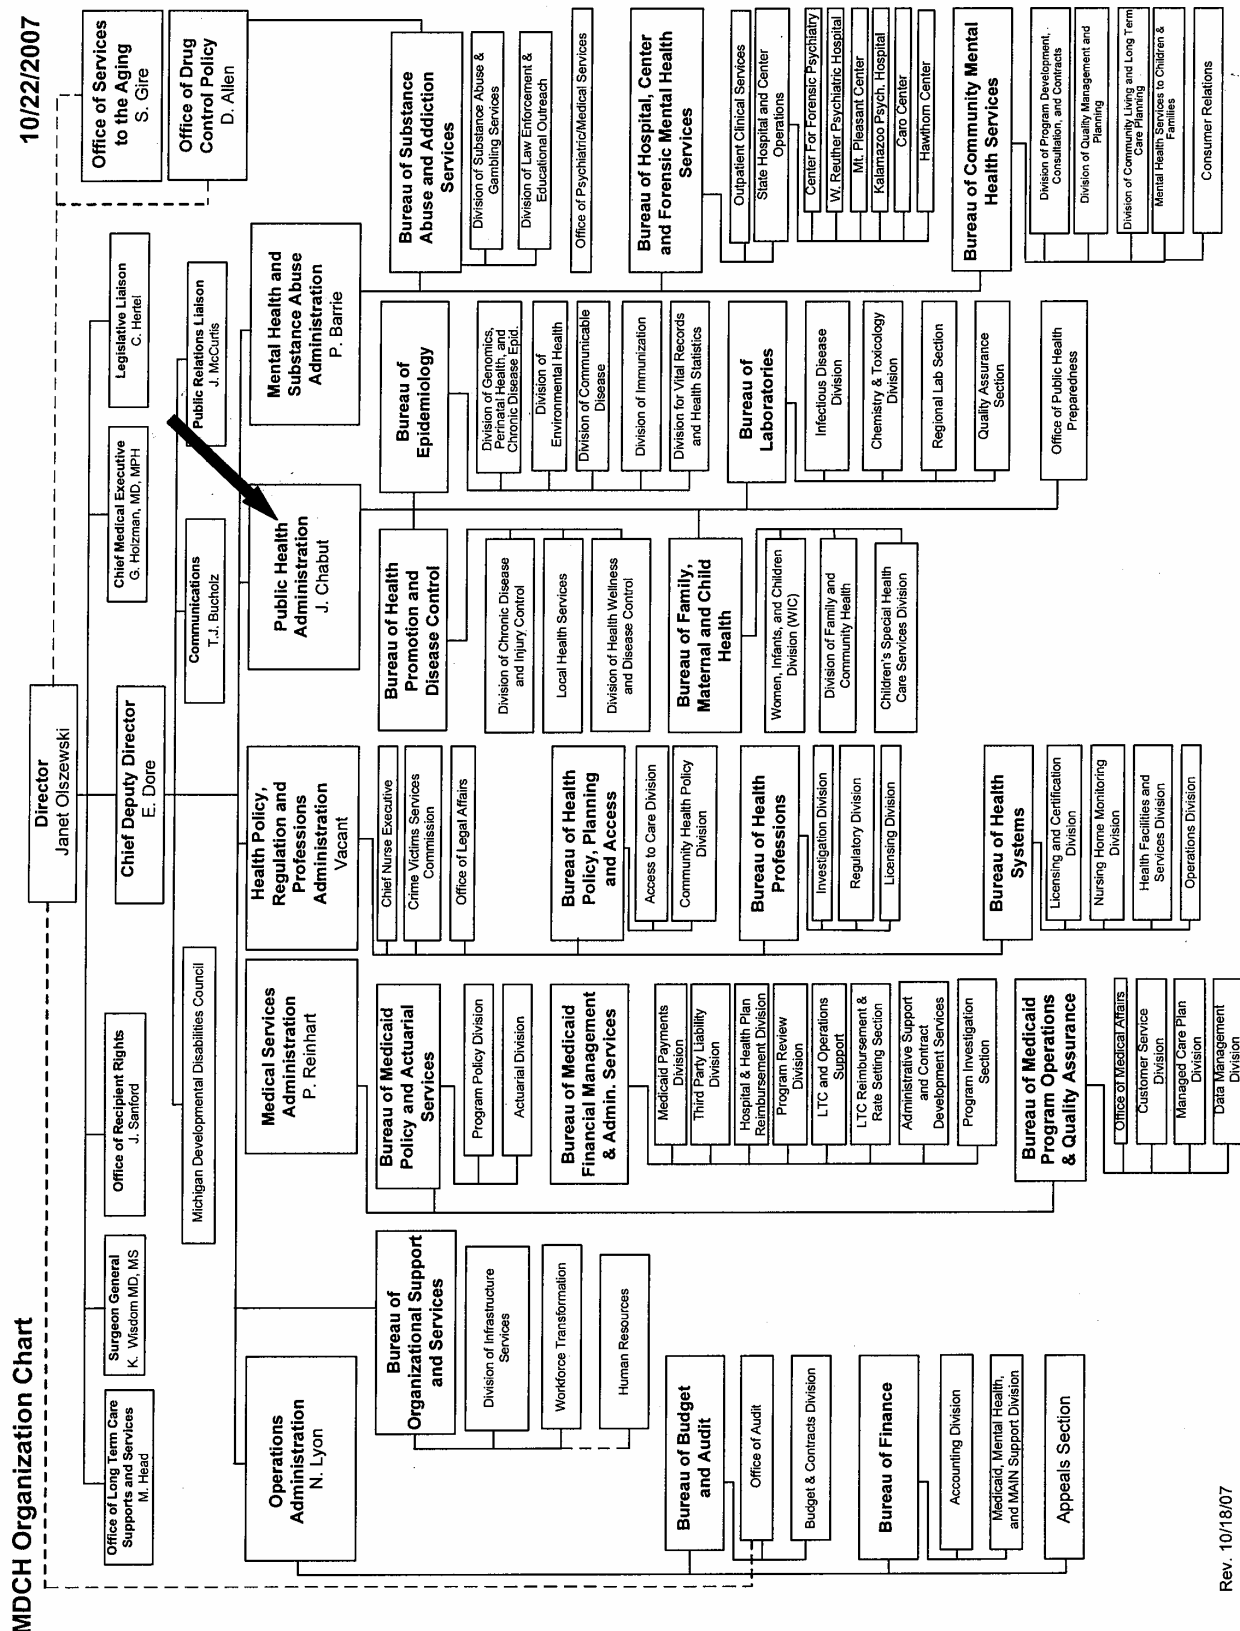 MDCH Organization Chart
10/22/2007
Director
Janet Olszewski
Office of Services
to the Aging
S. Gire
Office of Drug
Control Policy
D. Allen
Office of Long Term Care
Supports and Services
M. Head
Surgeon General
K. Wisdom MD, MS
Office of Recipient Rights
J. Sanford
Chief Deputy Director
E. Dore
Chief Medical Executive
G. Holzman, MD, MPH
Legislative Liaison
C. Hertel
Michigan Developmental Disabilities Council
Communications
T.J. Bucholz
Public Relations Liaison
J. McCurtis
Operations
Administration
N. Lyon
Bureau of
Organizational Support
and Services
Division of Infrastructure
Services
Workforce Transformation
Human Resources
Bureau of Budget
and Audit
Office of Audit
Budget & Contracts Division
Bureau of Finance
Accounting Division
Medicaid, Mental Health,
and MAIN Support Division
Appeals Section
Medical Services
Administration
P. Reinhart
Bureau of Medicaid
Policy and Actuarial
Services
Program Policy Division
Actuarial Division
Bureau of Medicaid
Financial Management
& Admin. Services
Medicaid Payments
Division
Third Party Liability
Division
Hospital & Health Plan
Reimbursement Division
Program Review
Division
LTC and Operations
Support
LTC Reimbursement &
Rate Setting Section
Administrative Support
and Contract
Development Services
Program Investigation
Section
Bureau of Medicaid
Program Operations
& Quality Assurance
Office of Medical Affairs
Customer Service
Division
Managed Care Plan
Division
Data Management
Division
Health Policy,
Regulation and
Professions
Administration
Vacant
Chief Nurse Executive
Crime Victims Services
Commission
Office of Legal Affairs
Bureau of Health
Policy, Planning
and Access
Access to Care Division
Community Health Policy
Division
Bureau of Health
Professions
Investigation Division
Regulatory Division
Licensing Division
Bureau of Health
Systems
Licensing and Certification
Division
Nursing Home Monitoring
Division
Health Facilities and
Services Division
Operations Division
Public Health
Administration
J. Chabut
Bureau of Health
Promotion and
Disease Control
Division of Chronic Disease
and Injury Control
Local Health Services
Division of Health Wellness
and Disease Control
Bureau of Family,
Maternal and Child
Health
Women, Infants, and Children
Division (WIC)
Division of Family and
Community Health
Children's Special Health
Care Services Division
Bureau of
Epidemiology
Division of Genomics,
Perinatal Health, and
Chronic Disease Epid.
Division of
Environmental Health
Division of Communicable
Disease
Division of Immunization
Division for Vital Records
and Health Statistics
Bureau of
Laboratories
Infectious Disease
Division
Chemistry & Toxicology
Division
Regional Lab Section
Quality Assurance
Section
Office of Public Health
Preparedness
Mental Health and
Substance Abuse
Administration
P. Barrie
Bureau of Substance
Abuse and Addiction
Services
Division of Substance Abuse &
Gambling Services
Division of Law Enforcement &
Educational Outreach
Office of Psychiatric/Medical Services
Bureau of Hospital, Center
and Forensic Mental Health
Services
Outpatient Clinical Services
State Hospital and Center
Operations
Center For Forensic Psychiatry
W. Reuther Psychiatric Hospital
Mt. Pleasant Center
Kalamazoo Psych. Hospital
Caro Center
Hawthorn Center
Bureau of Community Mental
Health Services
Division of Program Development,
Consultation, and Contracts
Division of Quality Management and
Planning
Division of Community Living and Long Term
Care Planning
Mental Health Services to Children &
Families
Consumer Relations
Rev. 10/18/07